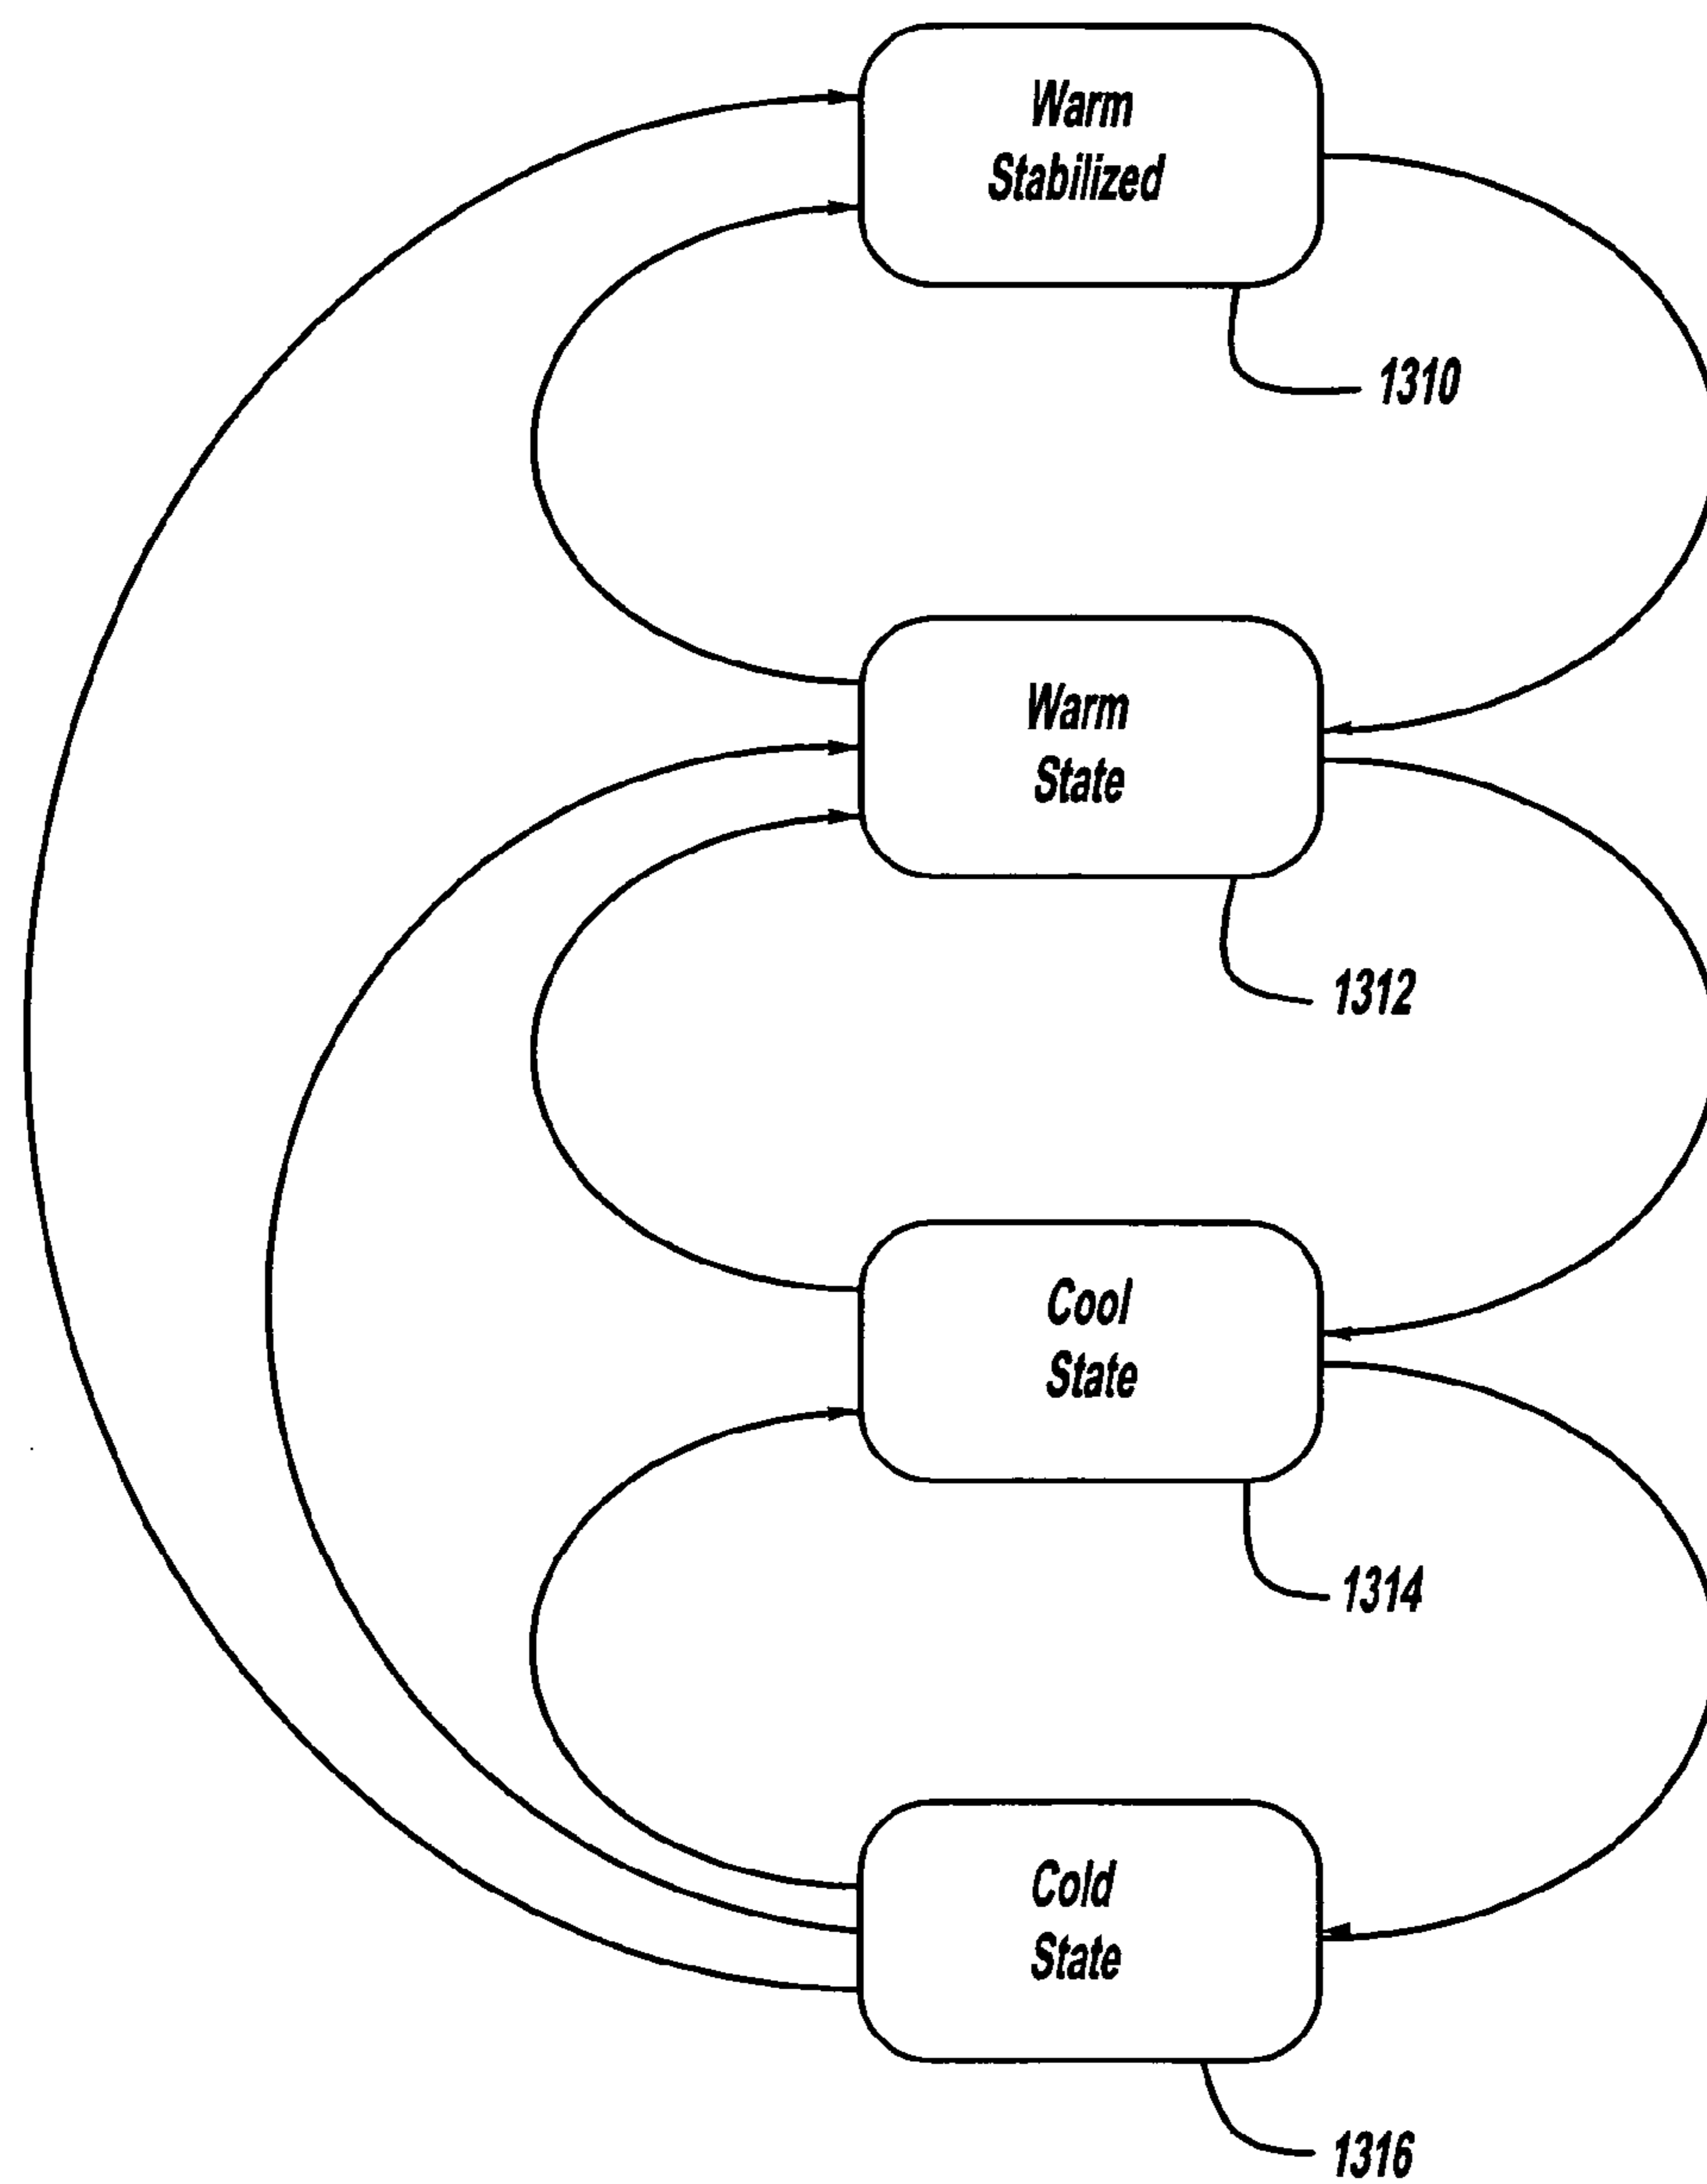 Warm
Stabilized
1310
Warm
State
1312
Cool
State
1314
Cold
State
1316